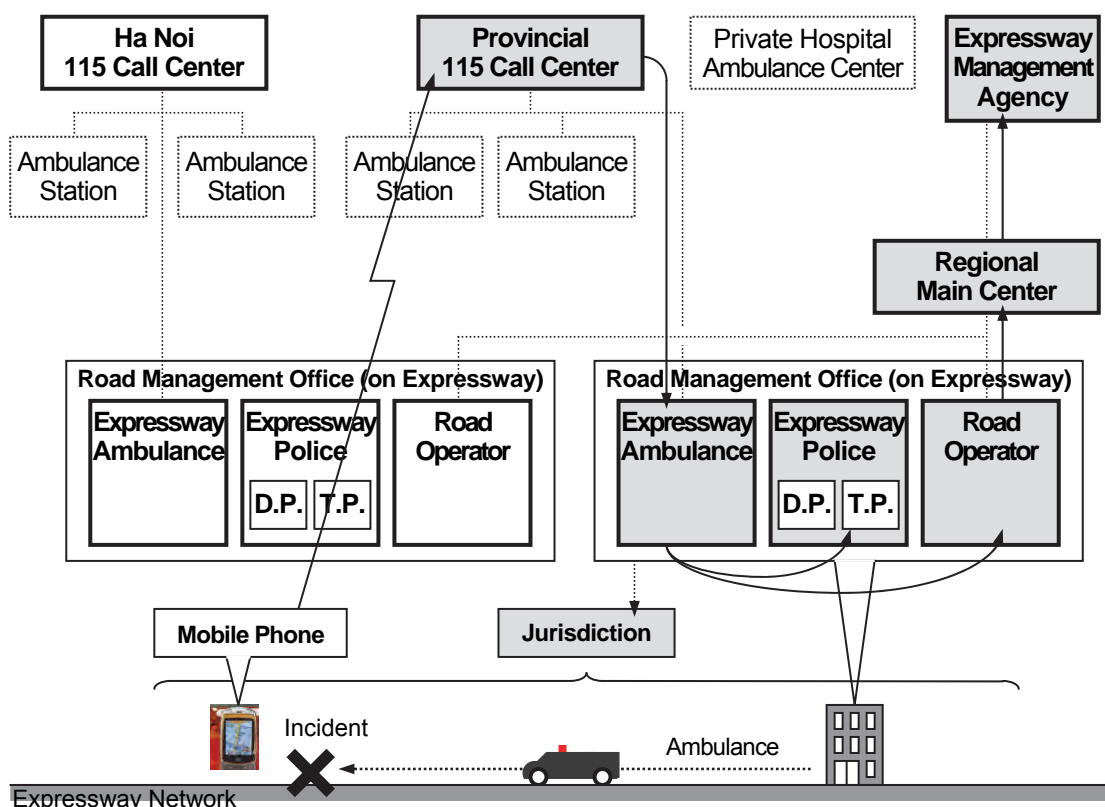 Ha Noi
115 Call Center
Provincial
115 Call Center
Private Hospital
Ambulance Center
Expressway
Management
Agency
Ambulance
Station
Ambulance
Station
Ambulance
Station
Ambulance
Station
Regional
Main Center
Road Management Office (on Expressway)
Expressway
Ambulance
Expressway
Police
D.P.
T.P.
Road
Operator
Road Management Office (on Expressway)
Expressway
Ambulance
Expressway
Police
D.P.
T.P.
Road
Operator
Mobile Phone
Jurisdiction
Incident
Ambulance
Expressway Network